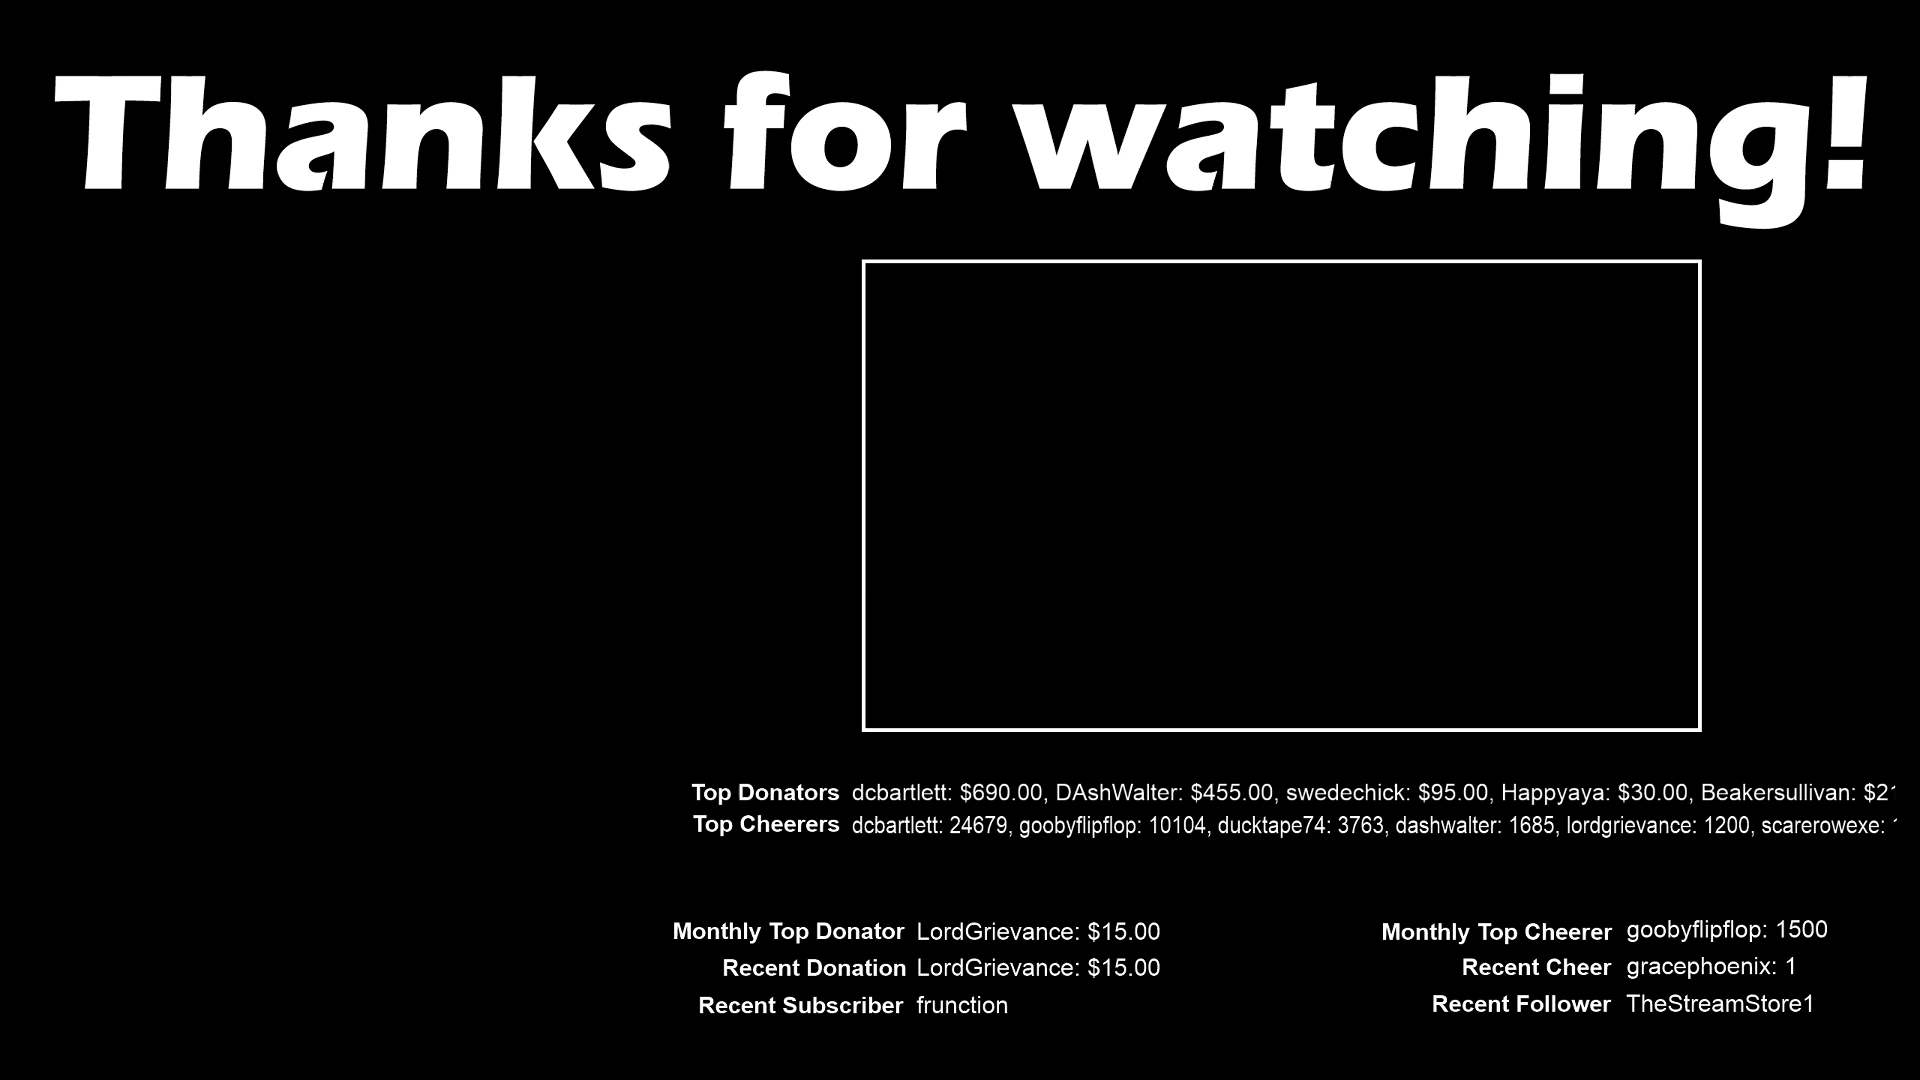 Thanks for watching!
Top Donators dcbartlett: $690.00, DAshWalter: $455.00, swedechick: $95.00, Happyaya: $30.00, Beakersullivan: $21
Top Cheerers dcbartlett: 24679, goobyflipflop: 10104, ducktape74: 3763, dashwalter: 1685, lordgrievance: 1200, scarerowexe:
Monthly Top Donator LordGrievance: $15.00
Recent Donation LordGrievance: $15.00
Recent Subscriber frunction
Monthly Top Cheerer goobyflipflop: 1500
Recent Cheer gracephoenix: 1
Recent Follower TheStreamStore1